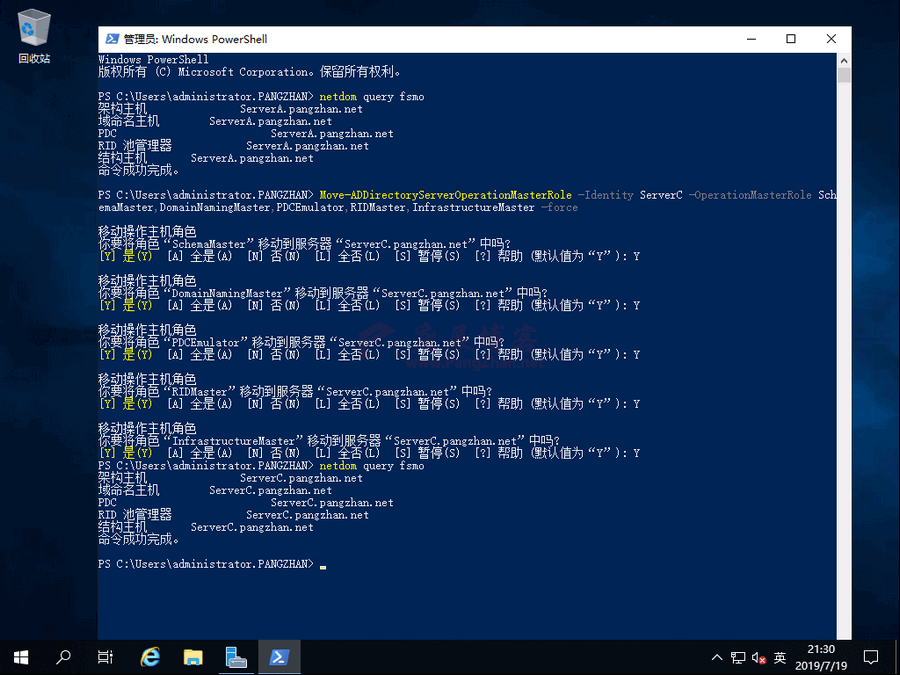 回收站
管理员: Windows PowerShell
Windows PowerShell
版权所有 (C) Microsoft Corporation。保留所有权利。
PS C:\Users\administrator.PANGZHAN> netdom query fsmo
架构主机 ServerA.pangzhan.net
域命名主机 ServerA.pangzhan.net
PDC ServerA.pangzhan.net
RID 池管理器 ServerA.pangzhan.net
结构主机 ServerA.pangzhan.net
命令成功完成。
PS C:\Users\administrator.PANGZHAN> Move-ADDirectoryServerOperationMasterRole -Identity ServerC -OperationMasterRole Sch
emaMaster,DomainNamingMaster,PDCEmulator,RIDMaster,InfrastructureMaster -force
移动操作主机角色
你要将角色“SchemaMaster”移动到服务器“ServerC.pangzhan.net”中吗?
[Y] 是(Y) [A] 全是(A) [N] 否(N) [L] 全否(L) [S] 暂停(S) [?] 帮助 (默认值为“Y”): Y
移动操作主机角色
你要将角色“DomainNamingMaster”移动到服务器“ServerC.pangzhan.net”中吗?
[Y] 是(Y) [A] 全是(A) [N] 否(N) [L] 全否(L) [S] 暂停(S) [?] 帮助 (默认值为“Y”): Y
移动操作主机角色
你要将角色“PDCEmulator”移动到服务器“ServerC.pangzhan.net”中吗?
[Y] 是(Y) [A] 全是(A) [N] 否(N) [L] 全否(L) [S] 暂停(S) [?] 帮助 (默认值为“Y”): Y
移动操作主机角色
你要将角色“RIDMaster”移动到服务器“ServerC.pangzhan.net”中吗?
[Y] 是(Y) [A] 全是(A) [N] 否(N) [L] 全否(L) [S] 暂停(S) [?] 帮助 (默认值为“Y”): Y
移动操作主机角色
你要将角色“InfrastructureMaster”移动到服务器“ServerC.pangzhan.net”中吗?
[Y] 是(Y) [A] 全是(A) [N] 否(N) [L] 全否(L) [S] 暂停(S) [?] 帮助 (默认值为“Y”): Y
PS C:\Users\administrator.PANGZHAN> netdom query fsmo
架构主机 ServerC.pangzhan.net
域命名主机 ServerC.pangzhan.net
PDC ServerC.pangzhan.net
RID 池管理器 ServerC.pangzhan.net
结构主机 ServerC.pangzhan.net
命令成功完成。
PS C:\Users\administrator.PANGZHAN>
英
21:30
2019/7/19